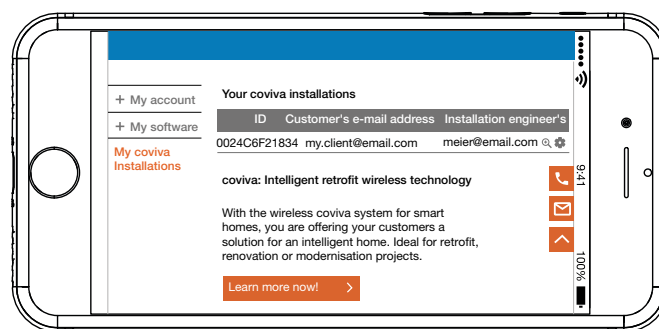 + My account
+ My software
My coviva
Installations
Your coviva installations
ID Customer's e-mail address Installation engineer's
0024C6F21834 my.client@email.com meier@email.com
coviva: Intelligent retrofit wireless technology
With the wireless coviva system for smart
homes, you are offering your customers a
solution for an intelligent home. Ideal for retrofit,
renovation or modernisation projects.
Learn more now!
9:41
100%